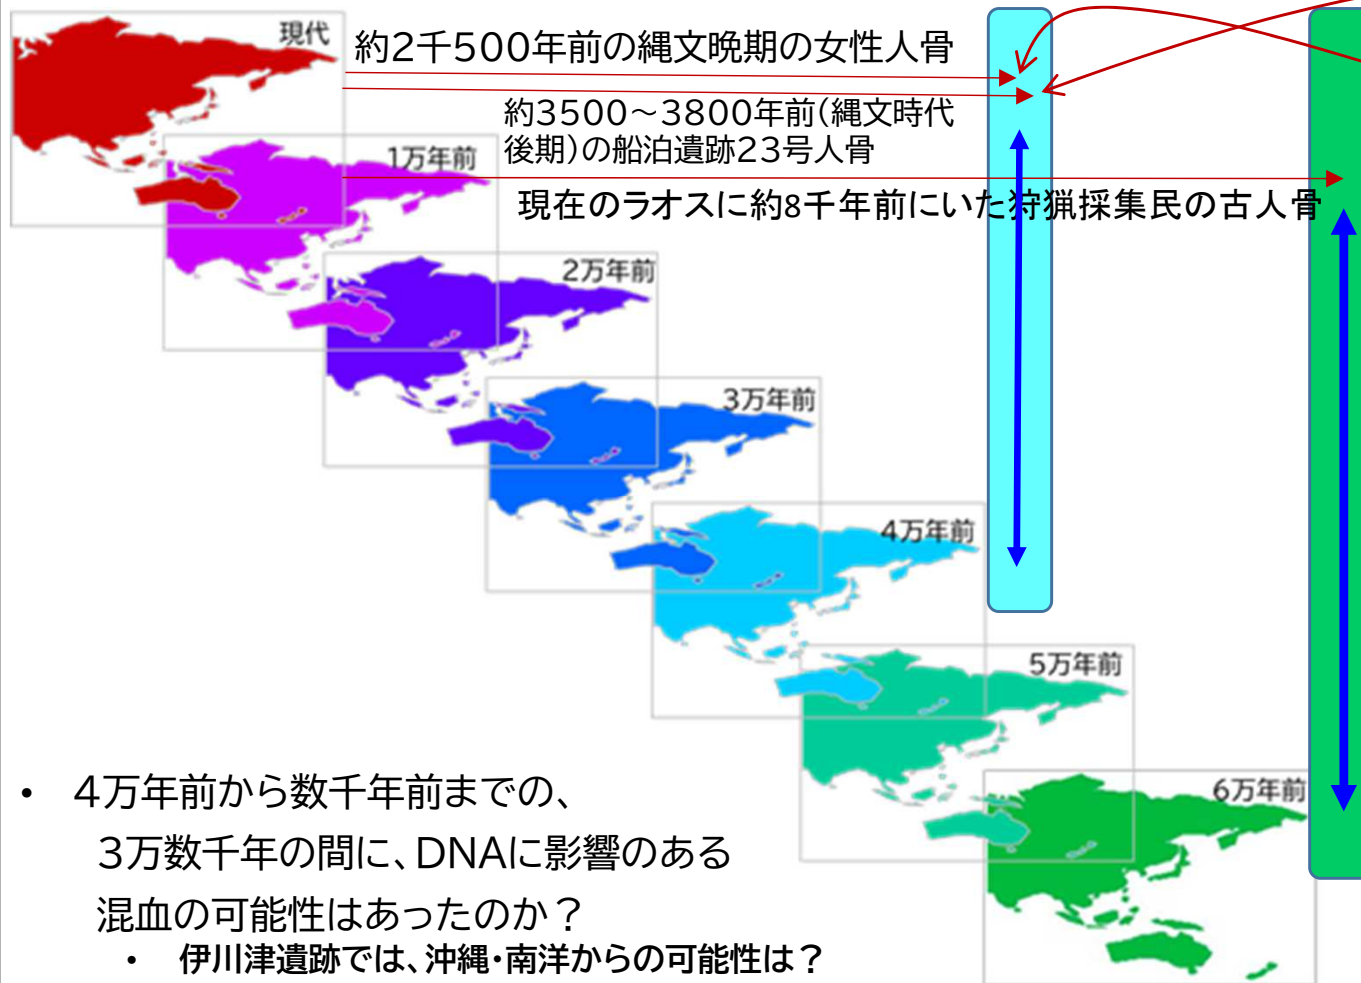 現代
約2千500年前の縄文晩期の女性人骨
約3500～3800年前(縄文時代
後期)の船泊遺跡23号人骨
1万年前
現在のラオスに約8千年前にいた狩猟採集民の古人骨
2万年前
3万年前
4万年前
5万年前
6万年前
• 4万年前から数千年前までの、
3万数千年の間に、DNAに影響のある
混血の可能性はあったのか？
• 伊川津遺跡では、沖縄・南洋からの可能性は？